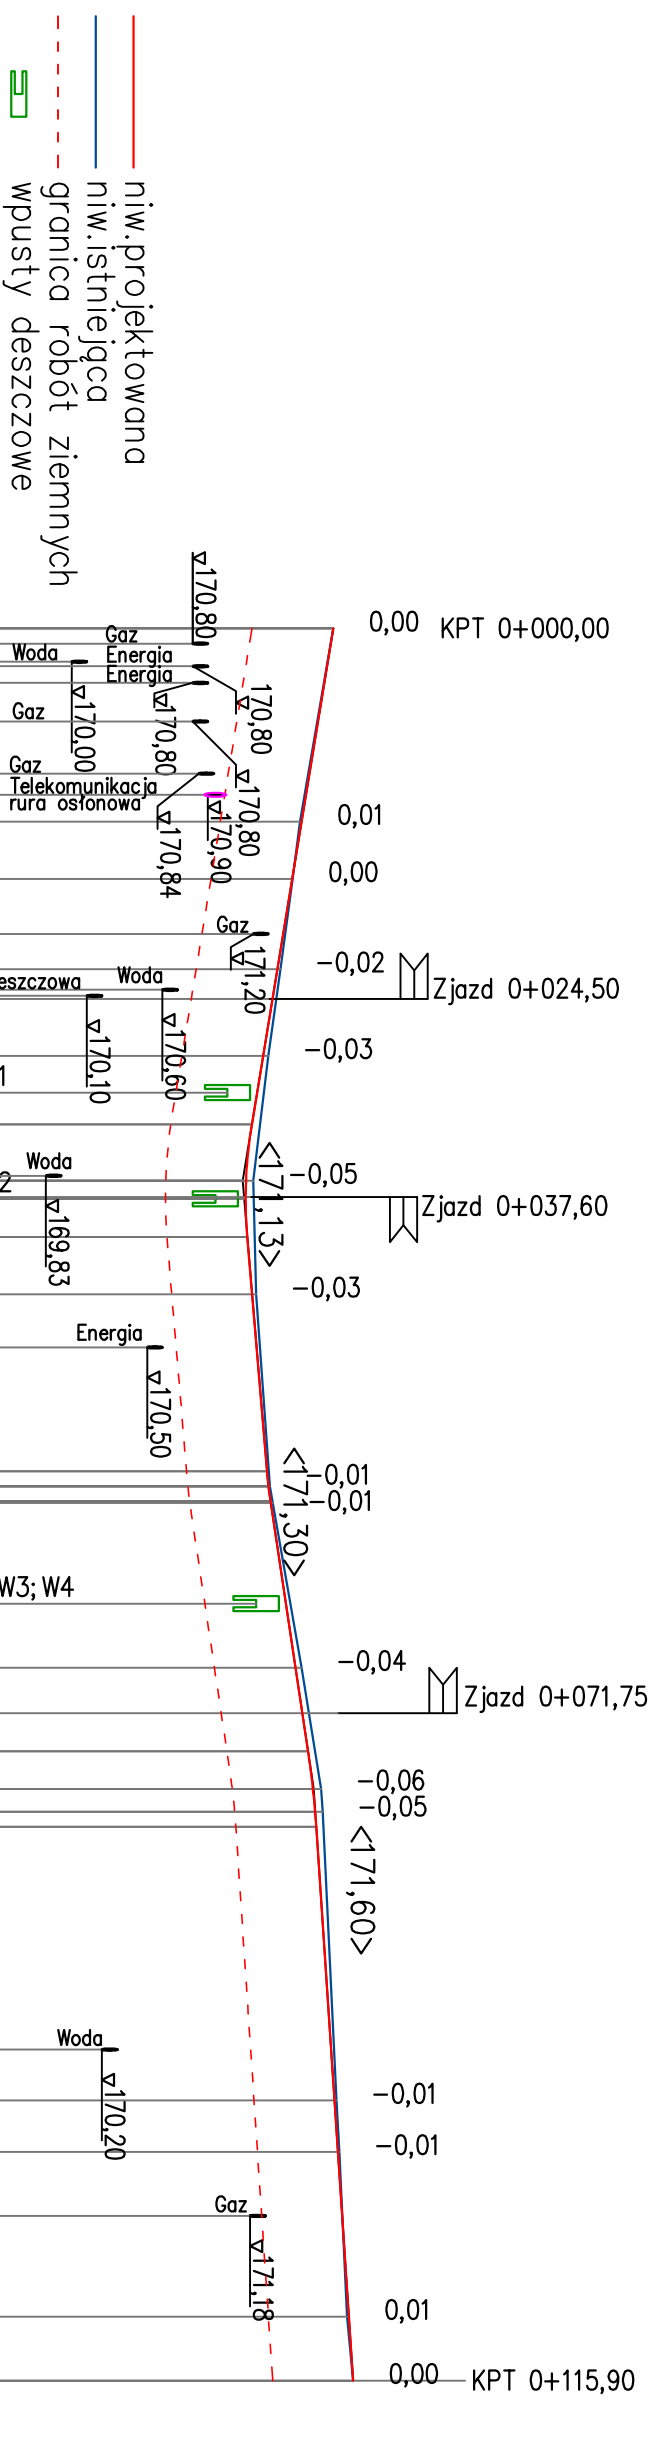 niw.projektowana
niw.istniejąca
granica robót ziemnych
wpusty deszczowe
0,00 KPT 0+000,00
170,80
Gaz
Woda
Energia
Energia
170,00
170,80
170,80
Gaz
Gaz
Telekomunikacja
rura osłonowa
170,80
170,90
170,84
0,01
0,00
Gaz
171,20
-0,02
eszczowa
Woda
Zjazd 0+024,50
170,10
170,60
-0,03
1
Woda
2
-0,05
<171,13>
169,83
Zjazd 0+037,60
-0,03
Energia
170,50
-0,01
<171,30>
-0,01
W3; W4
-0,04
Zjazd 0+071,75
-0,06
-0,05
<171,60>
Woda
170,20
-0,01
-0,01
Gaz
171,18
0,01
0,00 KPT 0+115,90